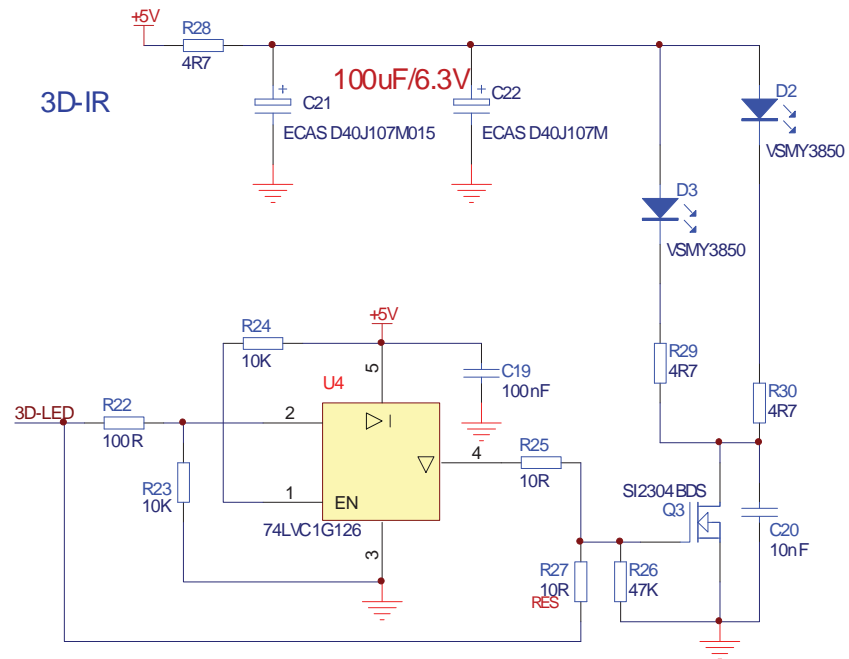 +5V
R28
4R7
3D-IR
+
C21
ECAS D40J107M015
100uF/6.3V
+
C22
ECAS D40J107M
D2
VSMY3850
D3
VSMY3850
+5V
R24
10K
5
C19
100nF
U4
R29
4R7
R30
4R7
3D-LED
R22
100R
2
I
4
R25
10R
R23
10K
1
EN
74LVC1G126
3
SI2304BDS
Q3
C20
10nF
R27
10R
RES
R26
47K